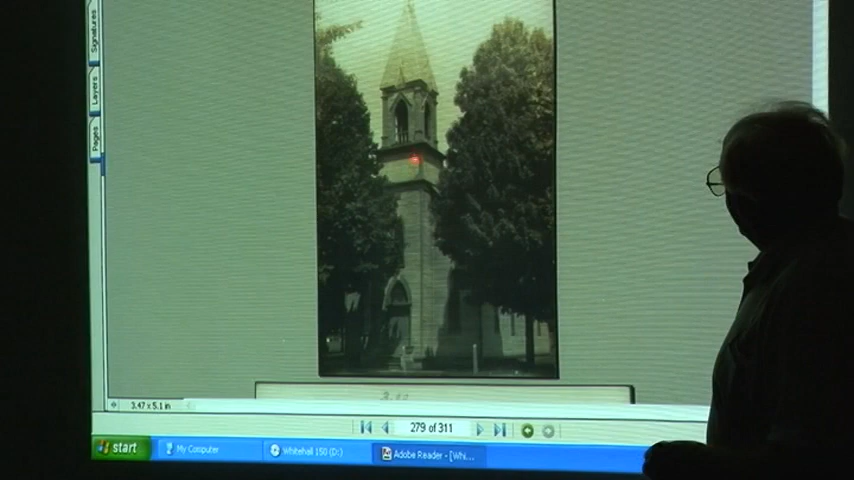 Signatures
Layers
Pages
3.47 x 5.1 in
279 of 311
start
My Computer
Whitehall 150 (D:)
Adobe Reader - [Whi...